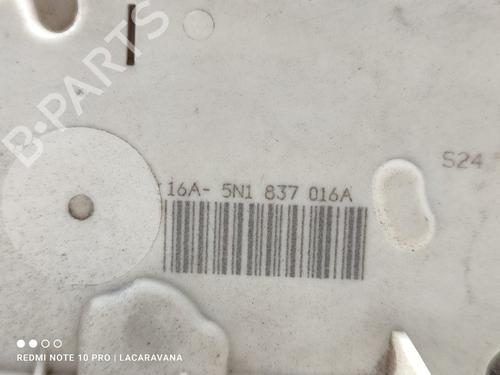 B-PARTS
16A- 5N1 837 016A
S24
REDMI NOTE 10 PRO | LACARAVANA